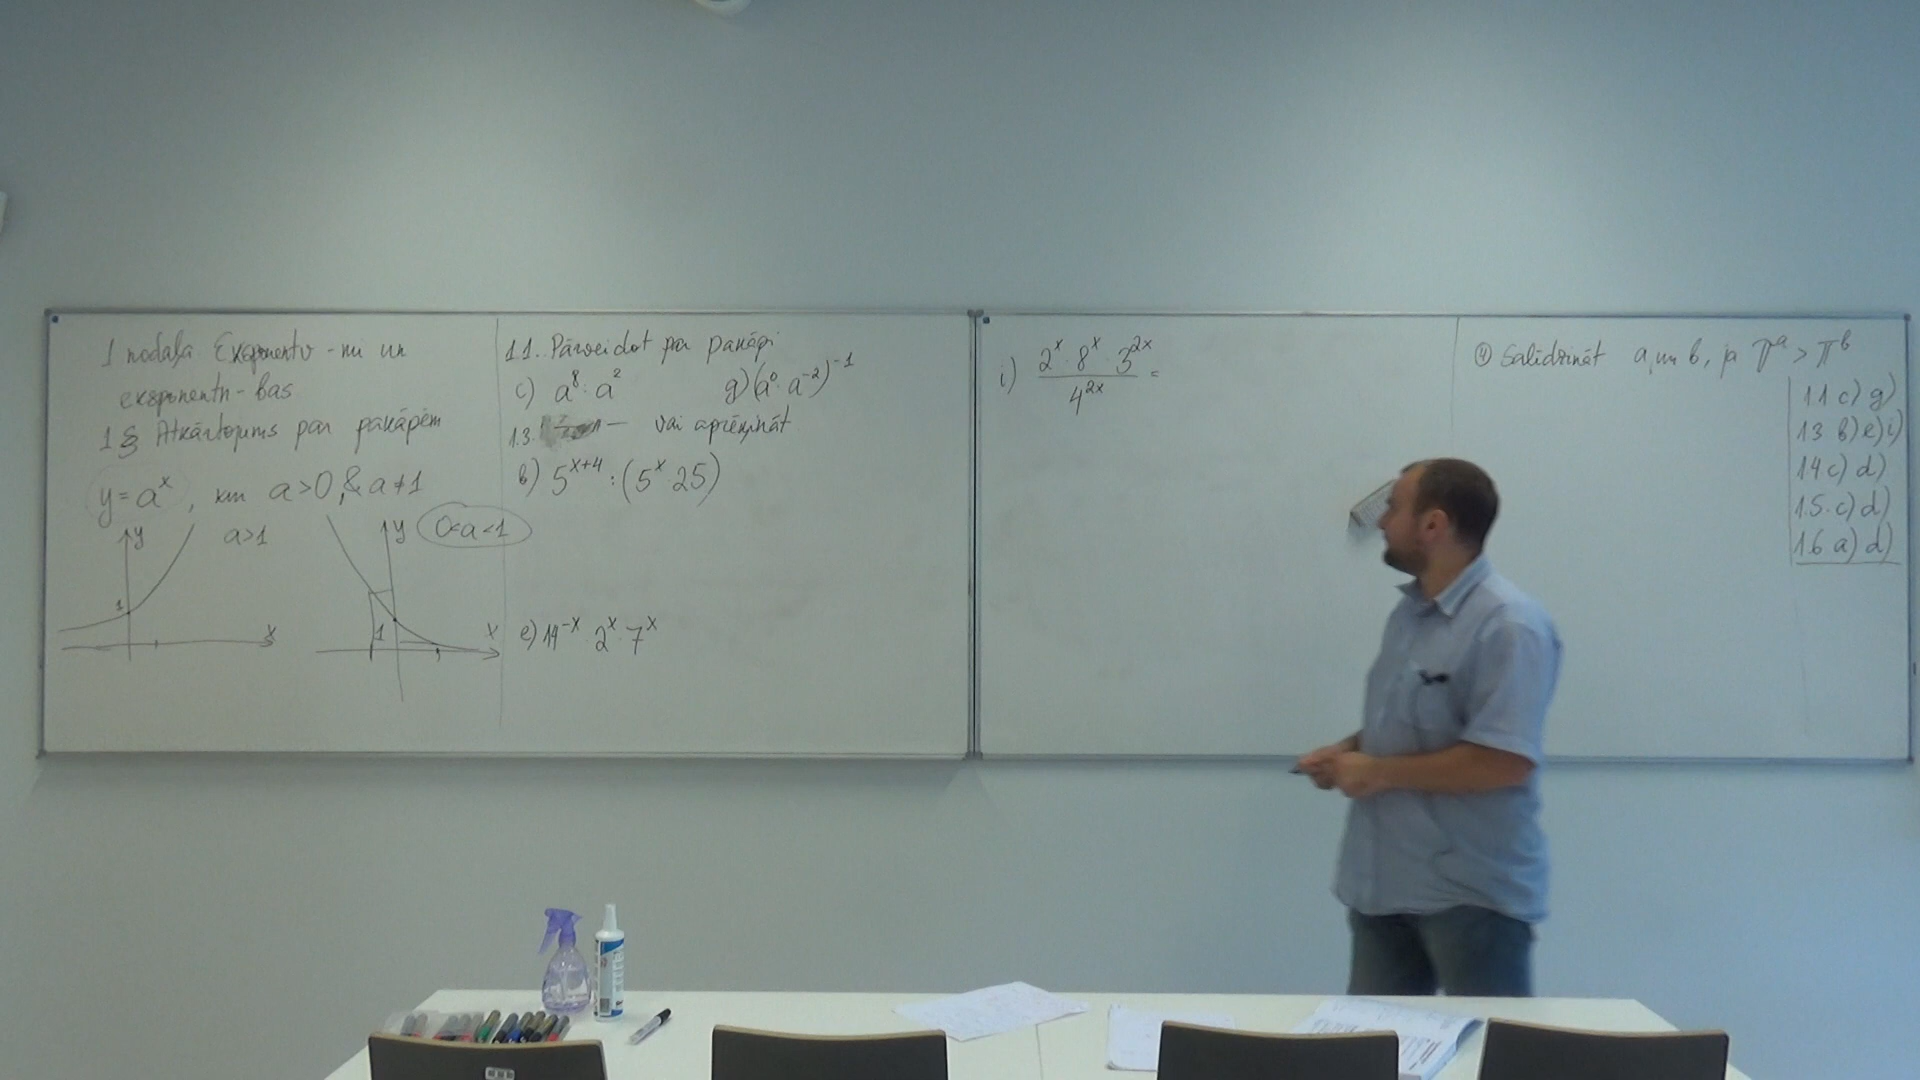 1 nodaļa Eksponentv-mi un
eksponentn-bas
1§ Atkārtojums par pakāpēm
y = a^x, kur a>0, & a≠1
y a>1
1
x
y 0<a<1
1
x
1.1. Pārveidot par pakāpi
c) a^8 : a^2 g) (a^0 · a^-2)^-1
1.3. — vai aprēķināt
b) 5^(x+4) : (5^x · 25)
e) 14^-x · 2^x · 7^x
i) (2^x · 8^x · 3^2x) / 4^2x =
④ Salīdzināt a un b, ja π^a > π^b
1.1 c) g)
1.3 b) e) i)
1.4 c) d)
1.5. c) d)
1.6 a) d)